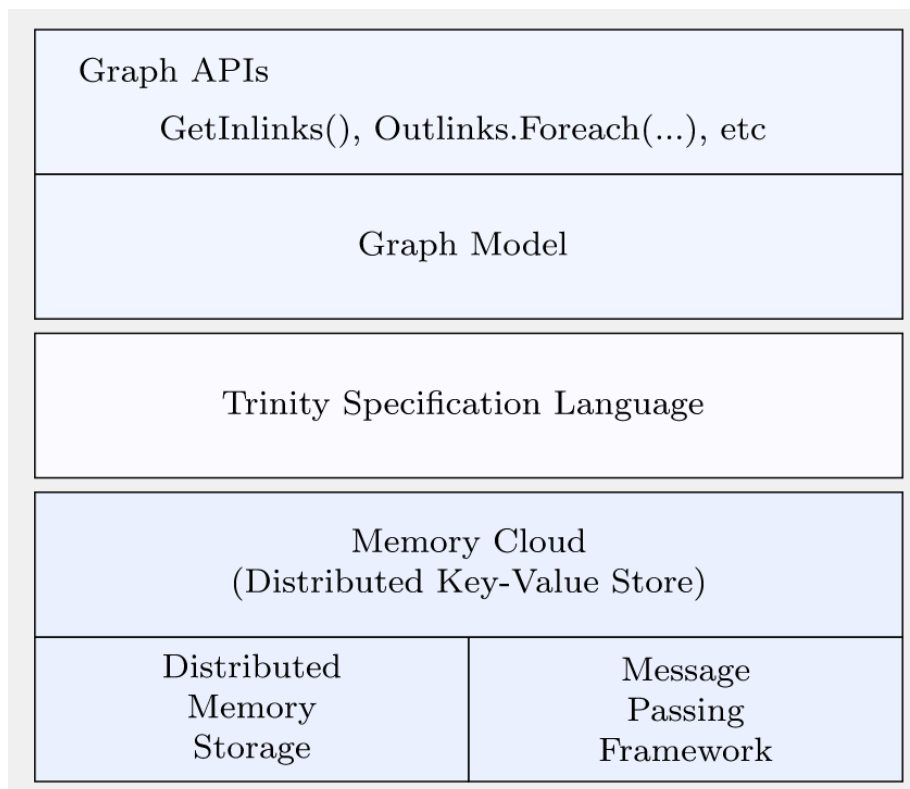 Graph APIs
GetInlinks(), Outlinks.Foreach(...), etc
Graph Model
Trinity Specification Language
Memory Cloud
(Distributed Key-Value Store)
Distributed
Memory
Storage
Message
Passing
Framework